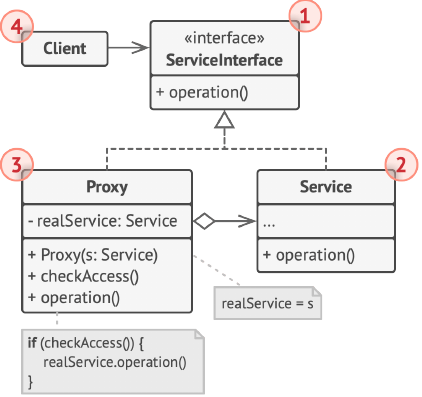 4
Client
1
«interface»
ServiceInterface
+ operation()
3
Proxy
- realService: Service
+ Proxy(s: Service)
+ checkAccess()
+ operation()
2
Service
...
+ operation()
realService = s
if (checkAccess()) {
realService.operation()
}